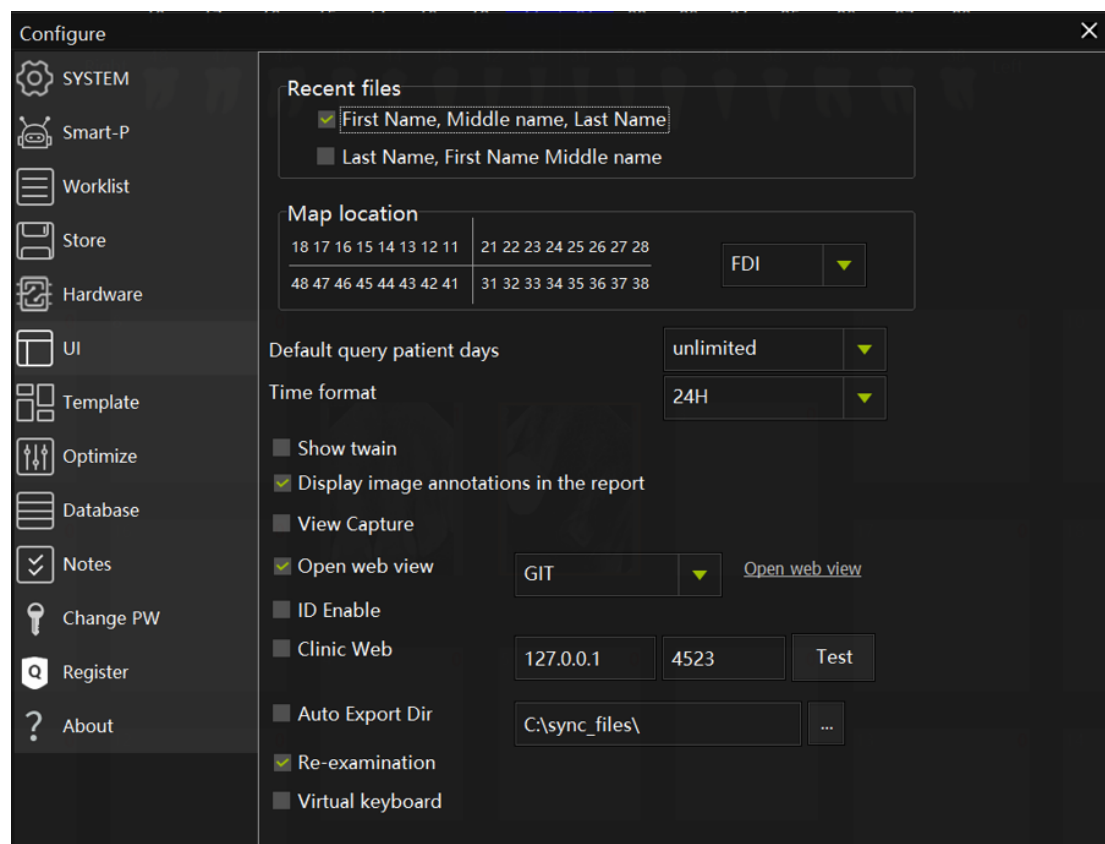 Configure
SYSTEM
Smart-P
Worklist
Store
Hardware
UI
Template
Optimize
Database
Notes
Change PW
Q
Register
?
About
Recent files
First Name, Middle name, Last Name
Last Name, First Name Middle name
Map location
18 17 16 15 14 13 12 11 21 22 23 24 25 26 27 28
48 47 46 45 44 43 42 41 31 32 33 34 35 36 37 38
FDI
Default query patient days unlimited
Time format 24H
Show twain
Display image annotations in the report
View Capture
Open web view GIT Open web view
ID Enable
Clinic Web 127.0.0.1 4523 Test
Auto Export Dir C:\sync_files\ ...
Re-examination
Virtual keyboard